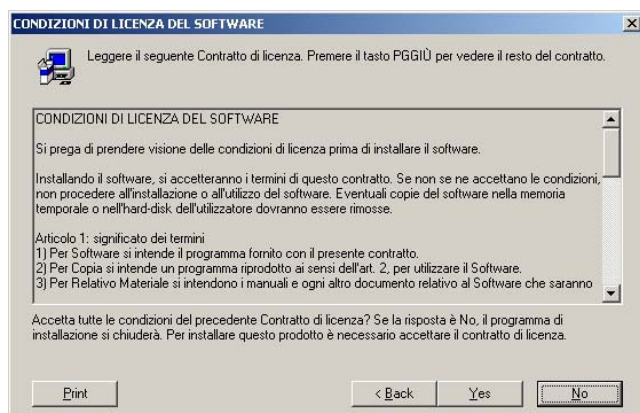 CONDIZIONI DI LICENZA DEL SOFTWARE
Leggere il seguente Contratto di licenza. Premere il tasto PGGIÙ per vedere il resto del contratto.
CONDIZIONI DI LICENZA DEL SOFTWARE
Si prega di prendere visione delle condizioni di licenza prima di installare il software.
Installando il software, si accetteranno i termini di questo contratto. Se non se ne accettano le condizioni,
non procedere all'installazione o all'utilizzo del software. Eventuali copie del software nella memoria
temporale o nell'hard-disk dell'utilizzatore dovranno essere rimosse.
Articolo 1: significato dei termini
1) Per Software si intende il programma fornito con il presente contratto.
2) Per Copia si intende un programma riprodotto ai sensi dell'art. 2, per utilizzare il Software.
3) Per Relativo Materiale si intendono i manuali e ogni altro documento relativo al Software che saranno
Accetta tutte le condizioni del precedente Contratto di licenza? Se la risposta è No, il programma di
installazione si chiuderà. Per installare questo prodotto è necessario accettare il contratto di licenza.
Print
< Back
Yes
No